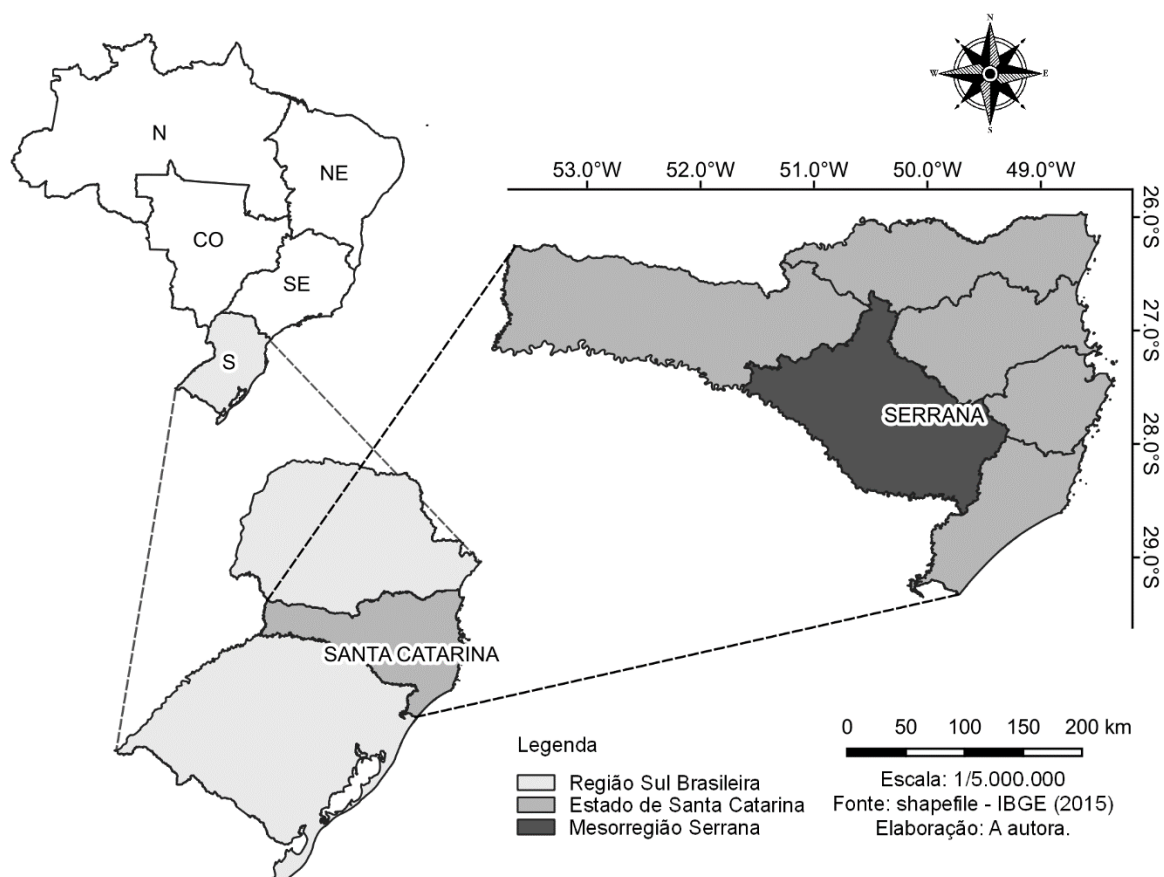 N
W
E
S
N
NE
CO
SE
S
53.0°W 52.0°W 51.0°W 50.0°W 49.0°W
26.0°S
27.0°S
28.0°S
29.0°S
SERRANA
SANTA CATARINA
Legenda
Região Sul Brasileira
Estado de Santa Catarina
Mesorregião Serrana
0 50 100 150 200 km
Escala: 1/5.000.000
Fonte: shapefile - IBGE (2015)
Elaboração: A autora.